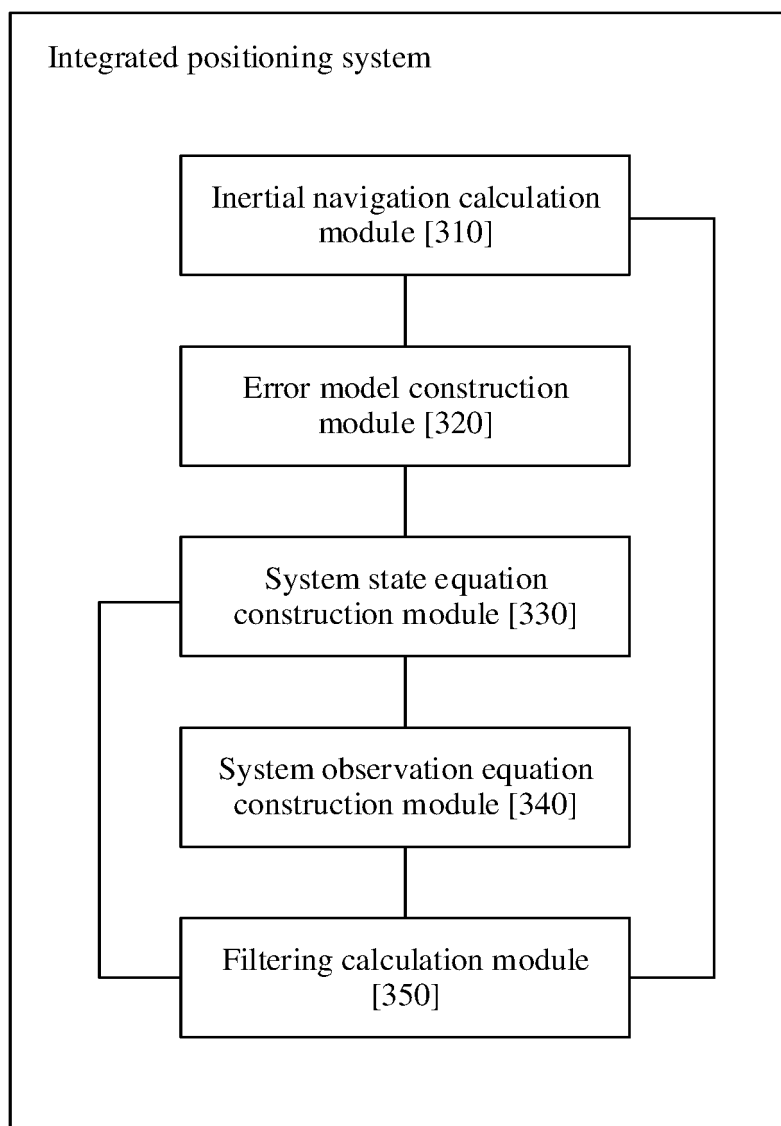 Integrated positioning system
Inertial navigation calculation
module [310]
Error model construction
module [320]
System state equation
construction module [330]
System observation equation
construction module [340]
Filtering calculation module
[350]